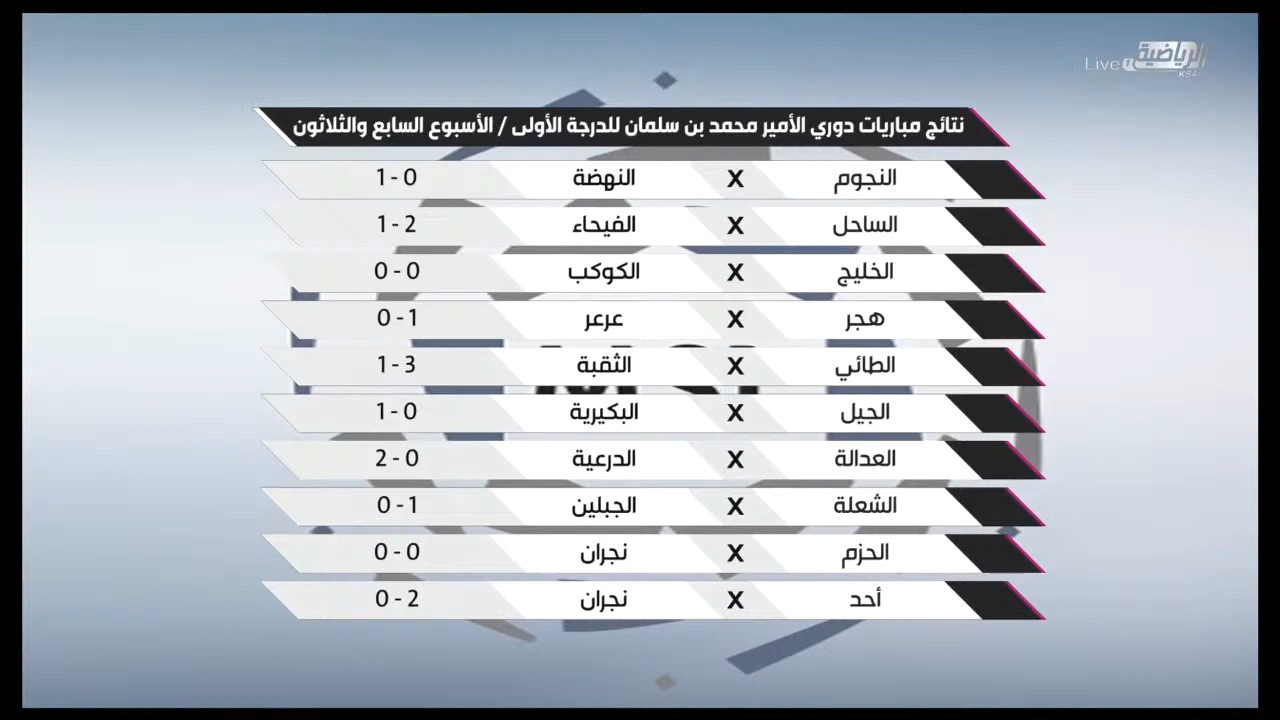 الرياضية
Live 1
KSA
نتائج مباريات دوري الأمير محمد بن سلمان للدرجة الأولى / الأسبوع السابع والثلاثون
النجوم X النهضة 1 - 0
الساحل X الفيحاء 1 - 2
الخليج X الكوكب 0 - 0
هجر X عرعر 0 - 1
الطائي X الثقبة 1 - 3
الجيل X البكيرية 1 - 0
العدالة X الدرعية 2 - 0
الشعلة X الجبلين 0 - 1
الحزم X نجران 0 - 0
أحد X نجران 0 - 2